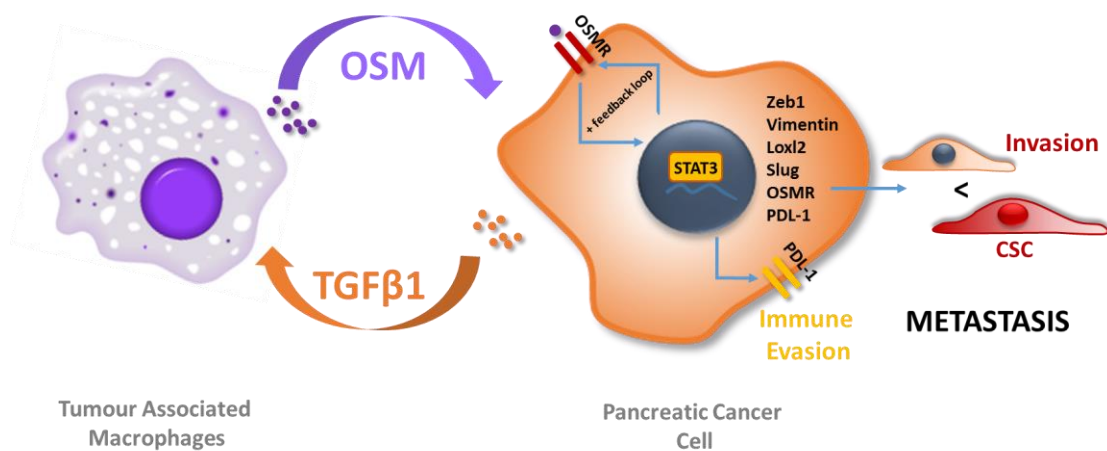 OSM
TGFβ1
Tumour Associated
Macrophages
OSMR
+ feedback loop
STAT3
Zeb1
Vimentin
Loxl2
Slug
OSMR
PDL-1
PDL-1
Immune
Evasion
Pancreatic Cancer
Cell
Invasion
<
CSC
METASTASIS